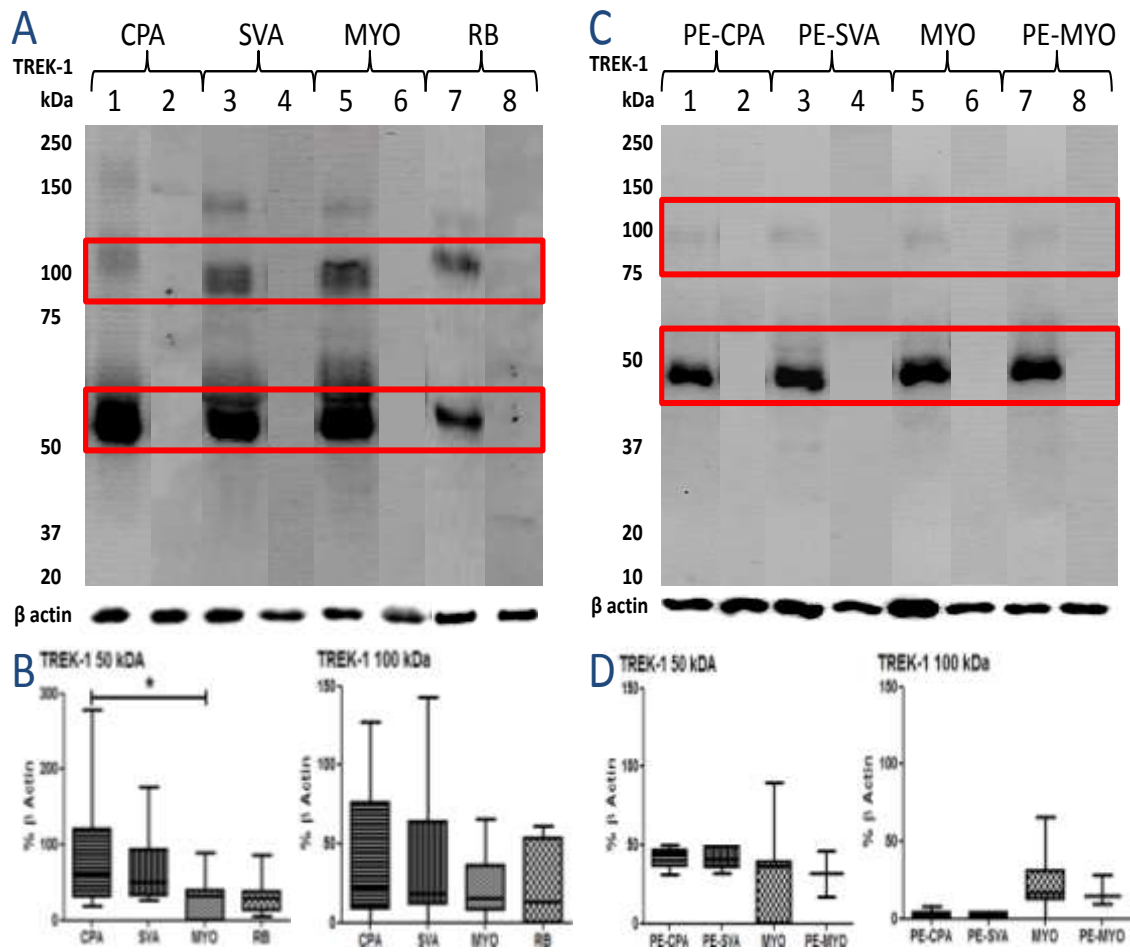 A
CPA SVA MYO RB
TREK-1
kDa 1 2 3 4 5 6 7 8
250
150
100
75
50
37
20
β actin
B
TREK-1 50 kDA
% β Actin
300
200
100
0
*
CPA SVA MYO RB
TREK-1 100 kDa
% β Actin
150
100
50
0
CPA SVA MYO RB
C
PE-CPA PE-SVA MYO PE-MYO
TREK-1
kDa 1 2 3 4 5 6 7 8
250
150
100
75
50
37
20
10
β actin
D
TREK-1 50 kDA
% β Actin
150
100
50
0
PE-CPA PE-SVA MYO PE-MYO
TREK-1 100 kDa
% β Actin
150
100
50
0
PE-CPA PE-SVA MYO PE-MYO